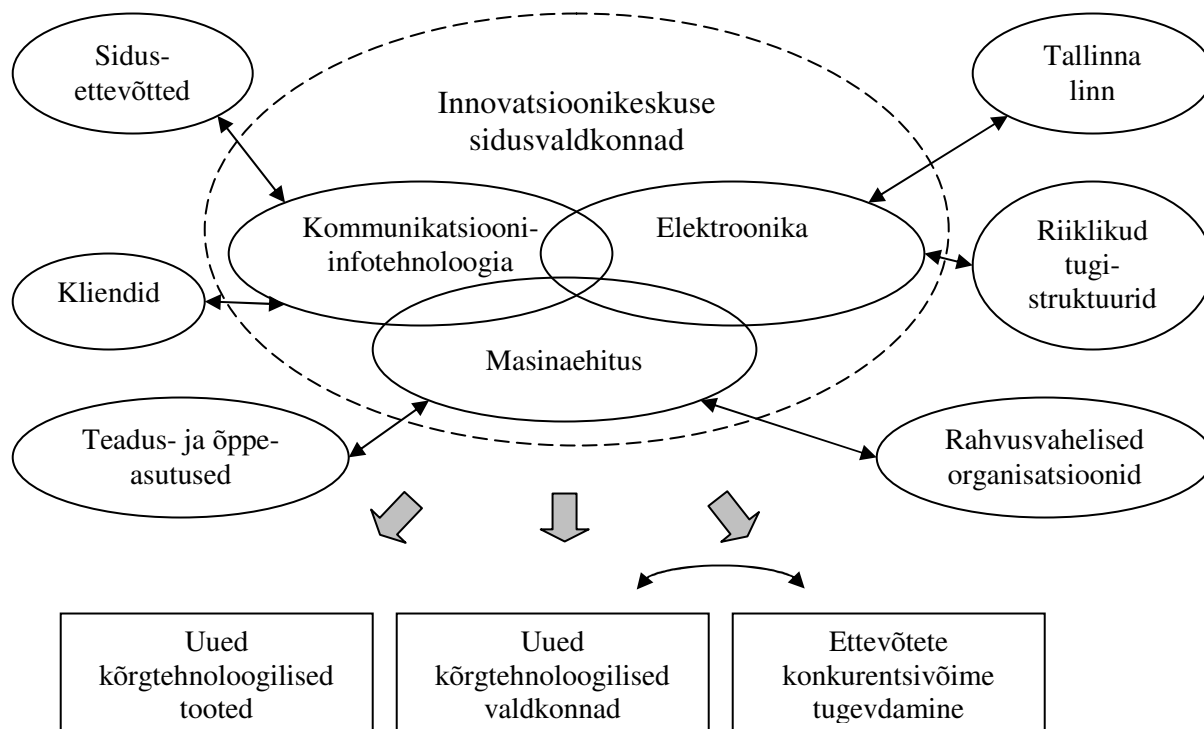 Sidus-
ettevõtted
Tallinna
linn
Innovatsioonikeskuse
sidusvaldkonnad
Kommunikatsiooni-
infotehnoloogia
Elektroonika
Riiklikud
tugi-
struktuurid
Kliendid
Masinaehitus
Teadus- ja õppe-
asutused
Rahvusvahelised
organisatsioonid
Uued
kõrgtehnoloogilised
tooted
Uued
kõrgtehnoloogilised
valdkonnad
Ettevõtete
konkurentsivõime
tugevdamine